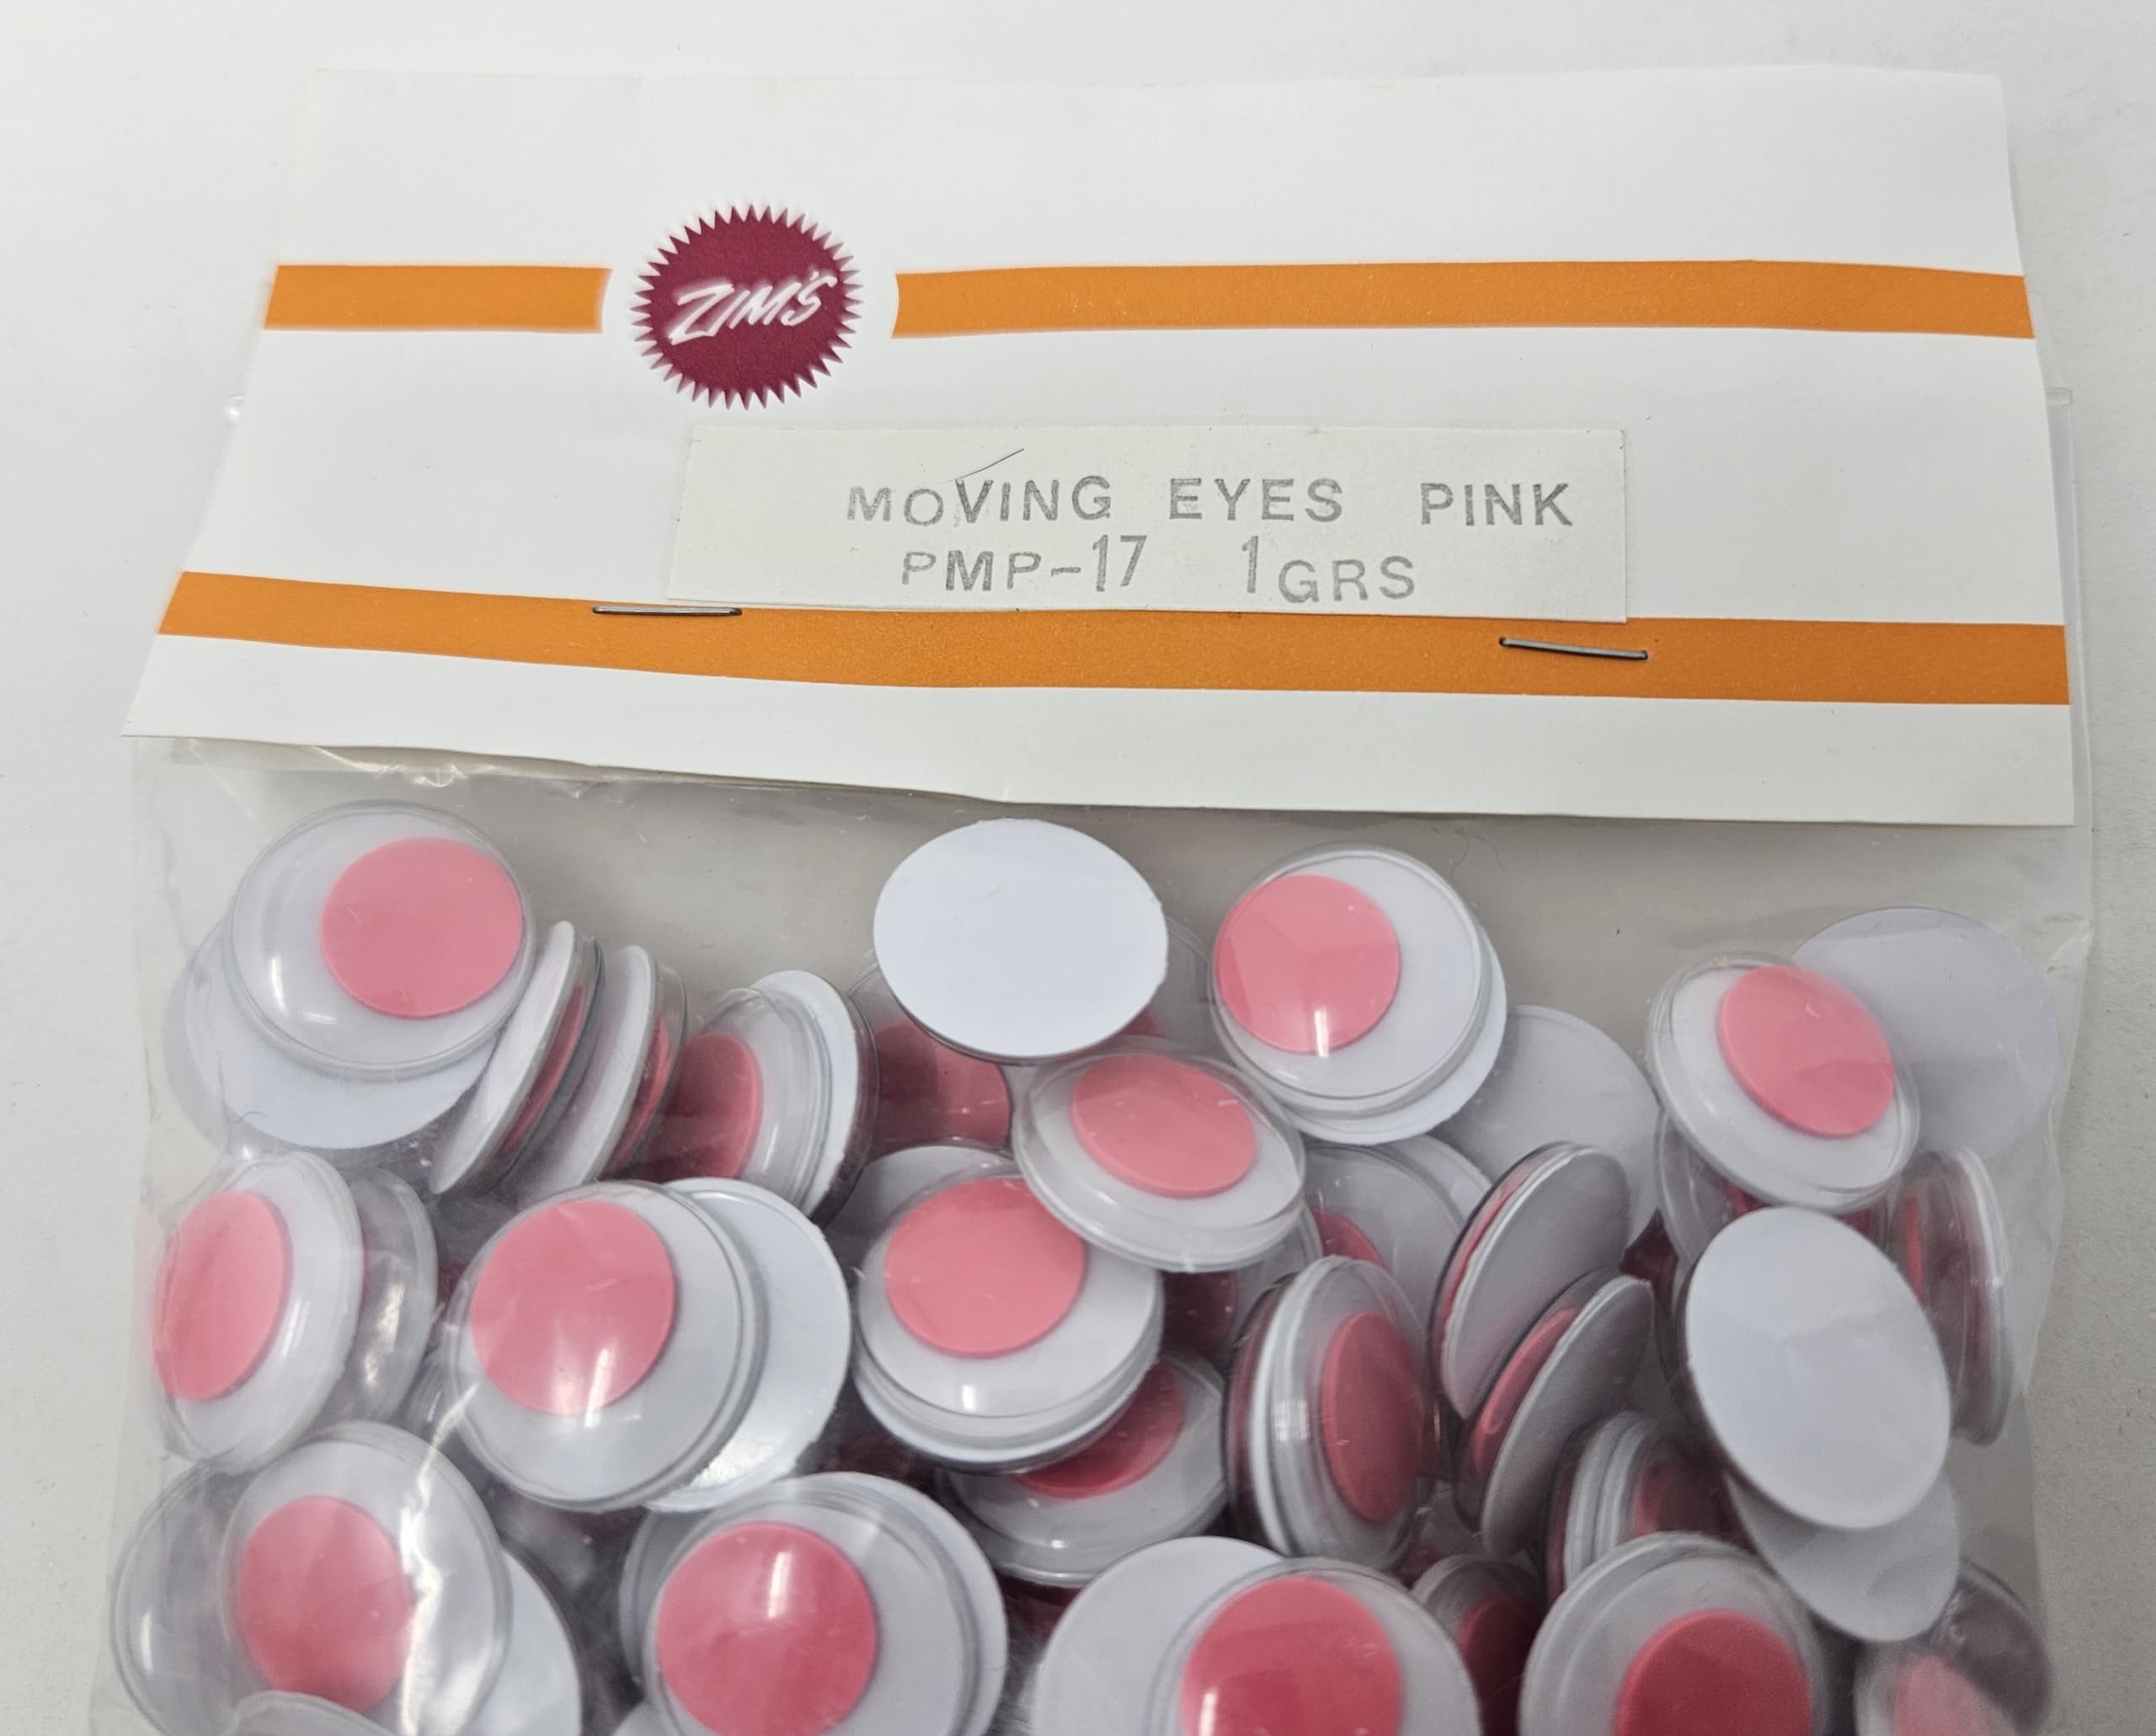 ZIM'S
MOVING EYES PINK
PMP-17 1GRS